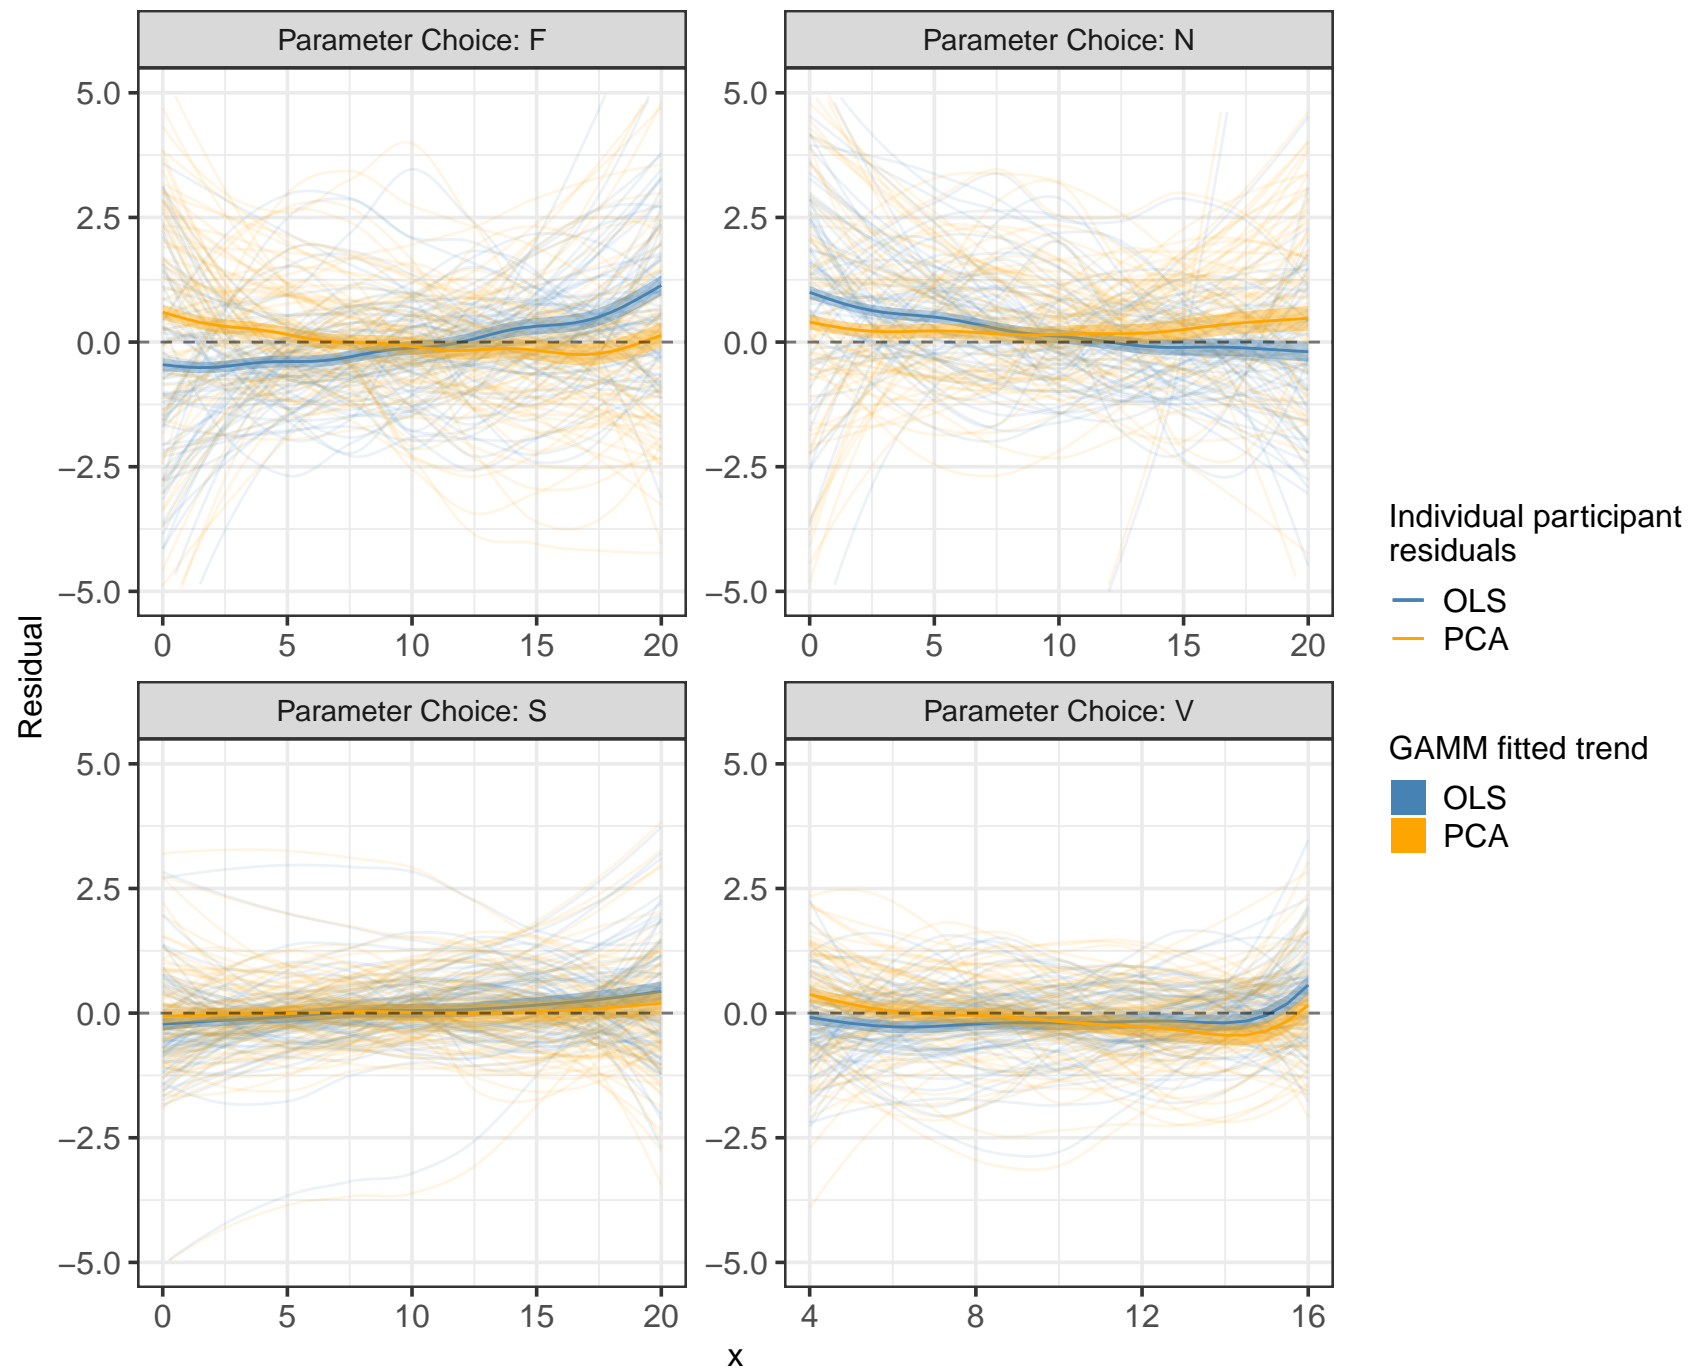 Parameter Choice: F
Parameter Choice: N
5.0
2.5
0.0
−2.5
−5.0
0 5 10 15 20
5.0
2.5
0.0
−2.5
−5.0
0 5 10 15 20
Parameter Choice: S
Parameter Choice: V
5.0
2.5
0.0
−2.5
−5.0
0 5 10 15 20
5.0
2.5
0.0
−2.5
−5.0
4 8 12 16
Residual
x
Individual participant
residuals
OLS
PCA
GAMM fitted trend
OLS
PCA